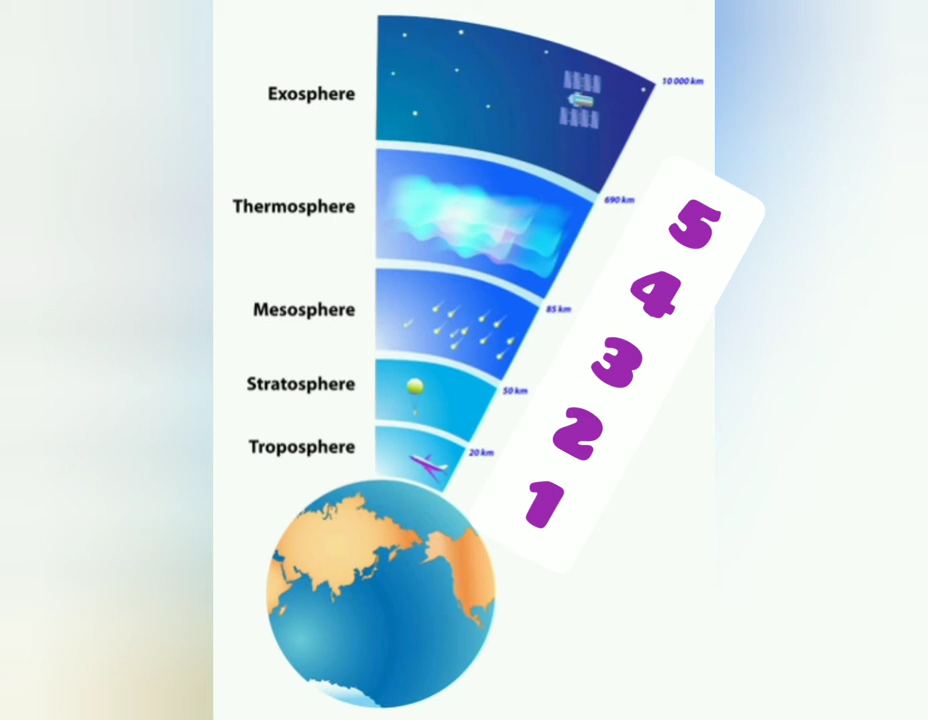 10 000 km
Exosphere
690 km
Thermosphere
5
4
85 km
Mesosphere
3
50 km
Stratosphere
2
20 km
Troposphere
1